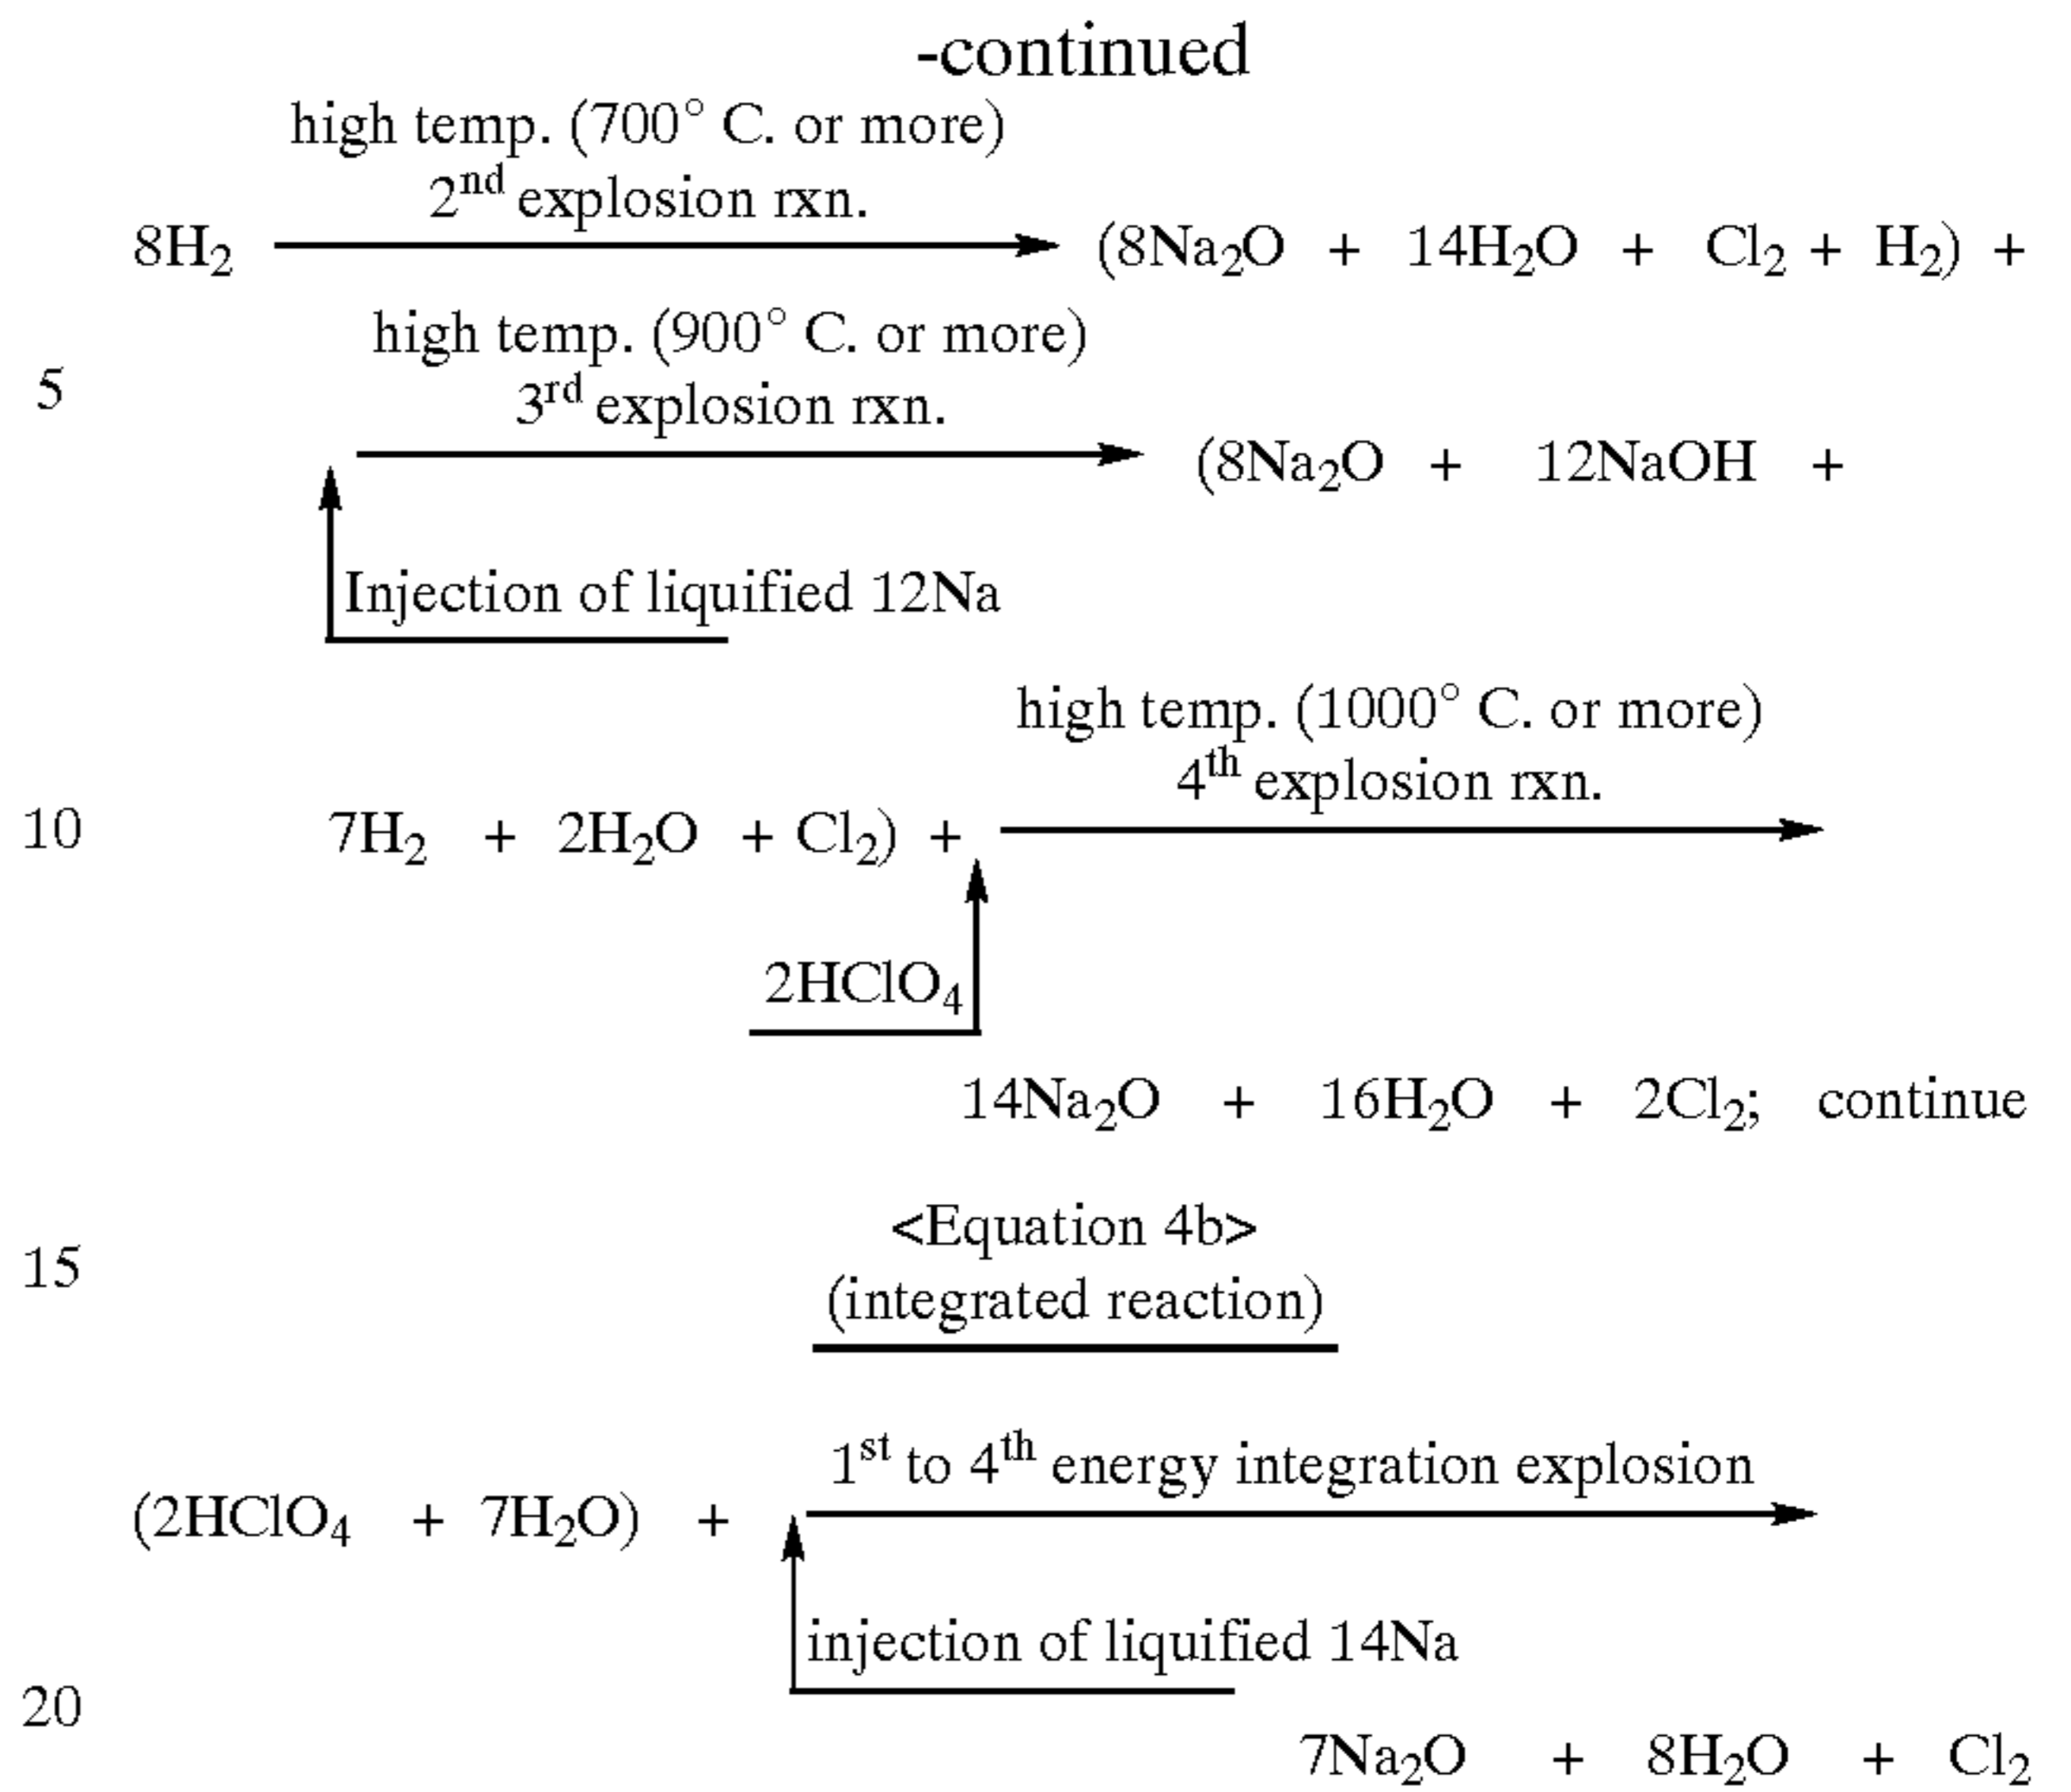 -continued
high temp. (700° C. or more)
2nd explosion rxn.
8H2 (8Na2O + 14H2O + Cl2 + H2) +
high temp. (900° C. or more)
5
3rd explosion rxn.
(8Na2O + 12NaOH +
Injection of liquified 12Na
high temp. (1000° C. or more)
4th explosion rxn.
10 7H2 + 2H2O + Cl2) +
2HClO4
14Na2O + 16H2O + 2Cl2; continue
<Equation 4b>
15
(integrated reaction)
1st to 4th energy integration explosion
(2HClO4 + 7H2O) +
injection of liquified 14Na
20
7Na2O + 8H2O + Cl2